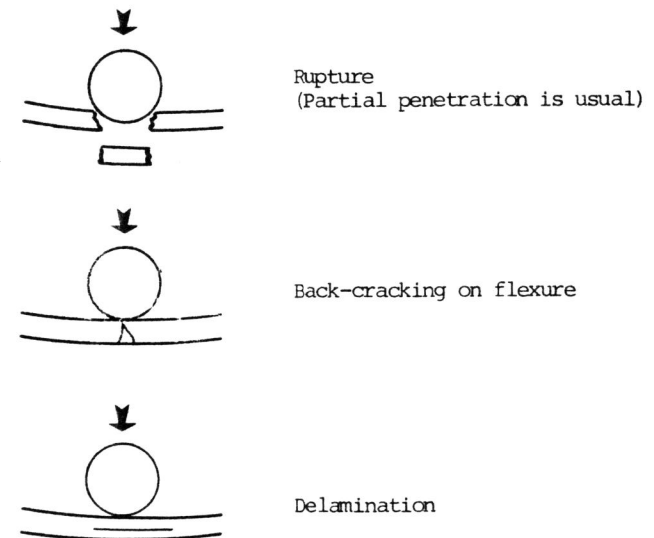 Rupture
(Partial penetration is usual)
Back-cracking on flexure
Delamination